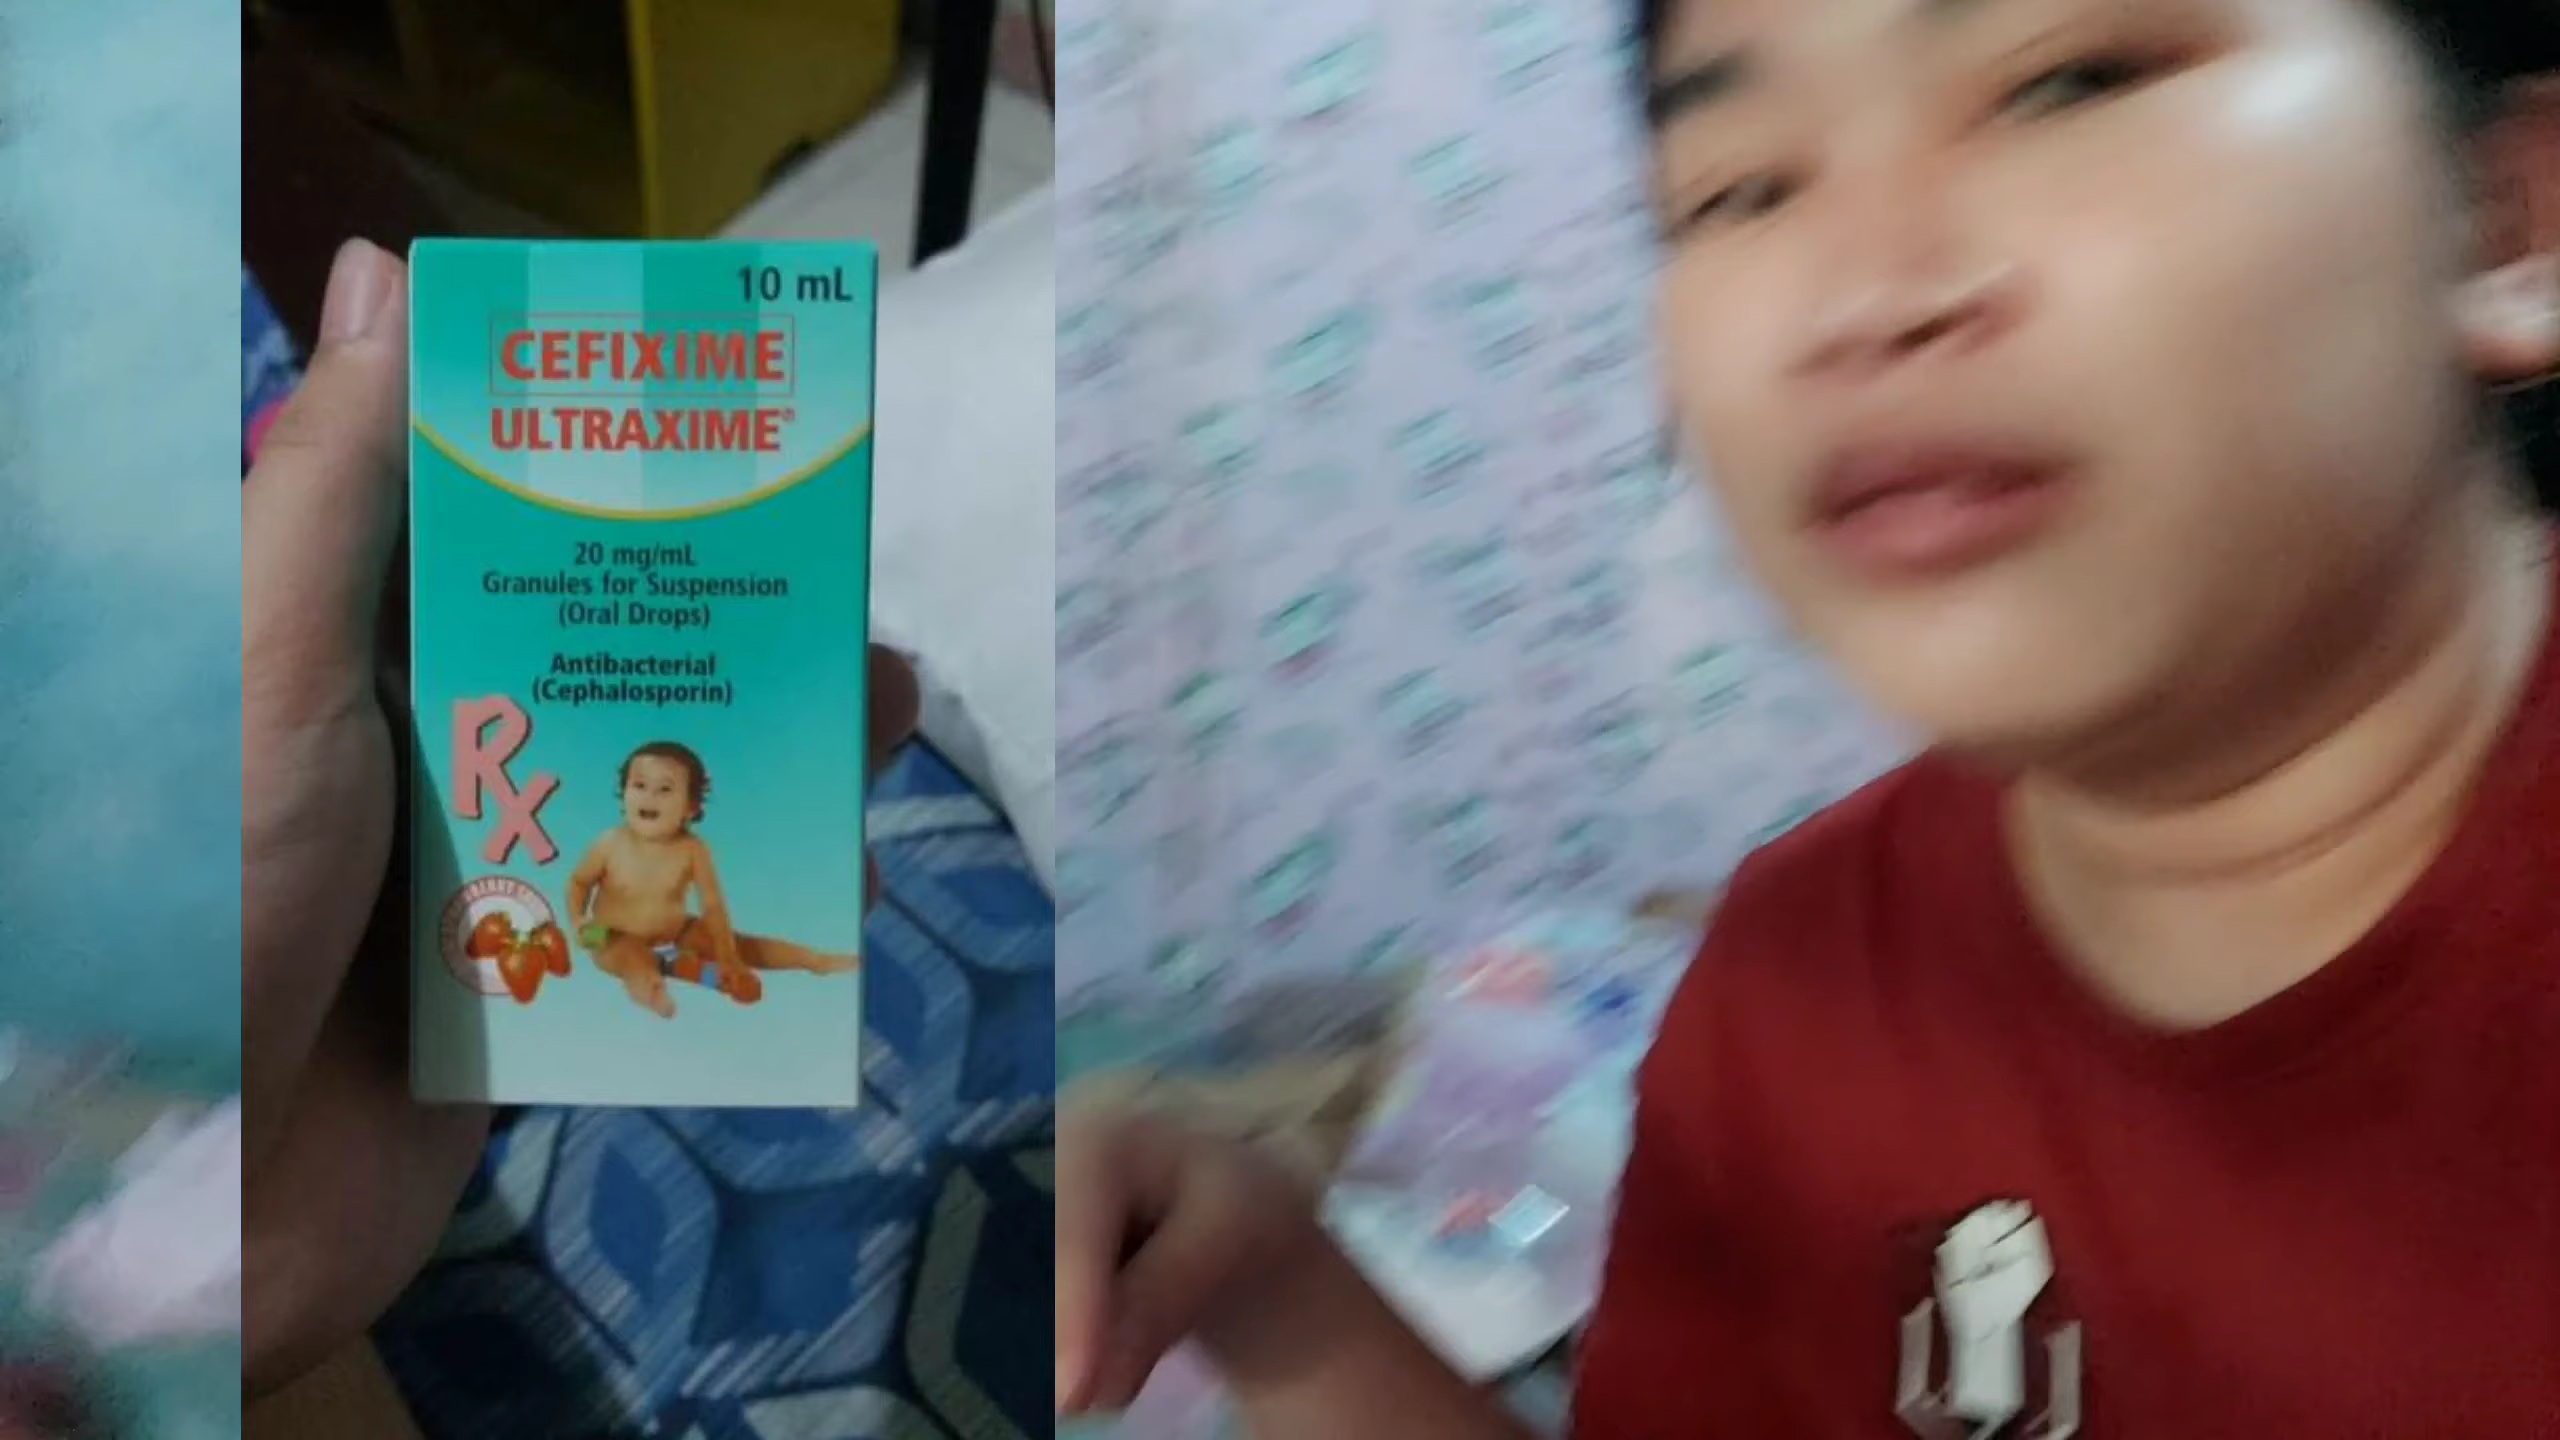 10 mL
CEFIXIME
ULTRAXIME®
20 mg/mL
Granules for Suspension
(Oral Drops)
Antibacterial
(Cephalosporin)
Rx